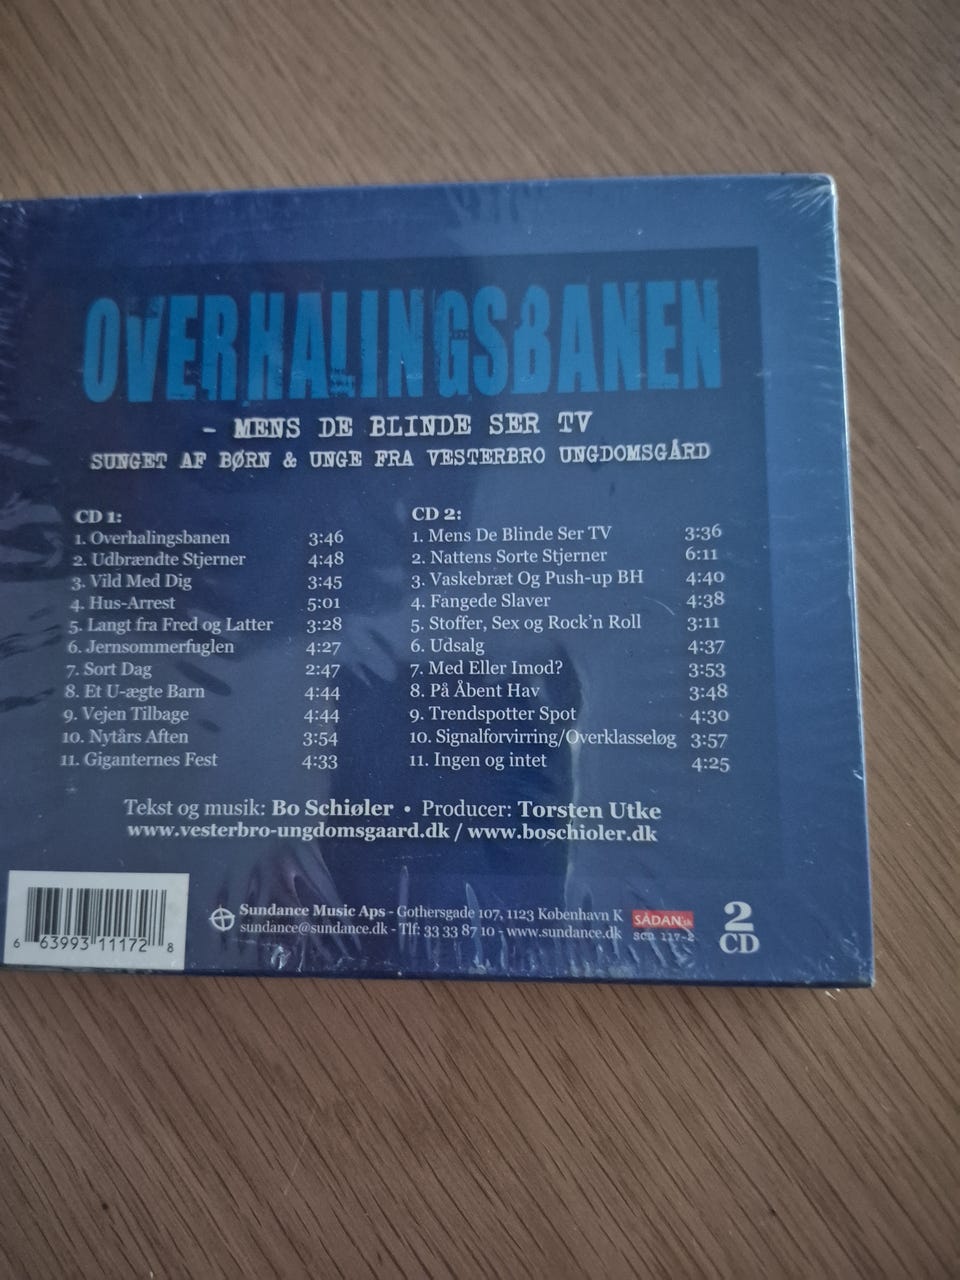 OVERHALINGSBANEN
- MENS DE BLINDE SER TV
SUNGET AF BØRN & UNGE FRA VESTERBRO UNGDOMSGÅRD
CD 1:
1. Overhalingsbanen 3:46
2. Udbrændte Stjerner 4:48
3. Vild Med Dig 3:45
4. Hus-Arrest 5:01
5. Langt fra Fred og Latter 3:28
6. Jernsommerfuglen 4:27
7. Sort Dag 2:47
8. Et U-ægte Barn 4:44
9. Vejen Tilbage 4:44
10. Nytårs Aften 3:54
11. Giganternes Fest 4:33
CD 2:
1. Mens De Blinde Ser TV 3:36
2. Nattens Sorte Stjerner 6:11
3. Vaskebræt Og Push-up BH 4:40
4. Fangede Slaver 4:38
5. Stoffer, Sex og Rock'n Roll 3:11
6. Udsalg 4:37
7. Med Eller Imod? 3:53
8. På Åbent Hav 3:48
9. Trendspotter Spot 4:30
10. Signalforvirring/Overklasseløg 3:57
11. Ingen og intet 4:25
Tekst og musik: Bo Schiøler • Producer: Torsten Utke
www.vesterbro-ungdomsgaard.dk / www.boschioler.dk
Sundance Music Aps - Gothersgade 107, 1123 København K
sundance@sundance.dk - Tlf: 33 33 87 10 - www.sundance.dk
SÅDAN.dk
SCD 117-2
2
CD
6 63993 11172 8